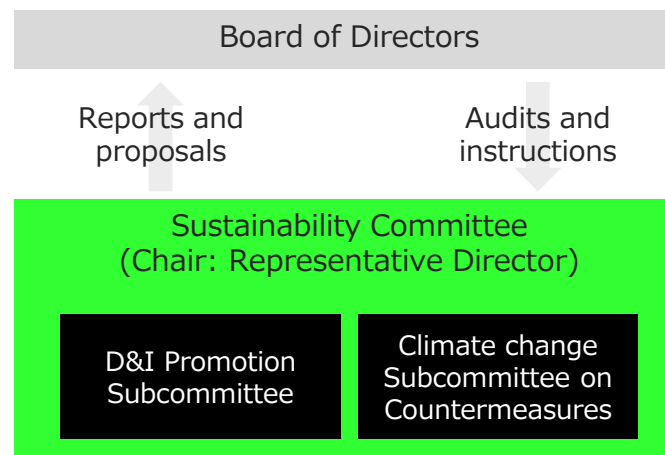 Board of Directors
Reports and
proposals
Audits and
instructions
Sustainability Committee
(Chair: Representative Director)
D&I Promotion
Subcommittee
Climate change
Subcommittee on
Countermeasures